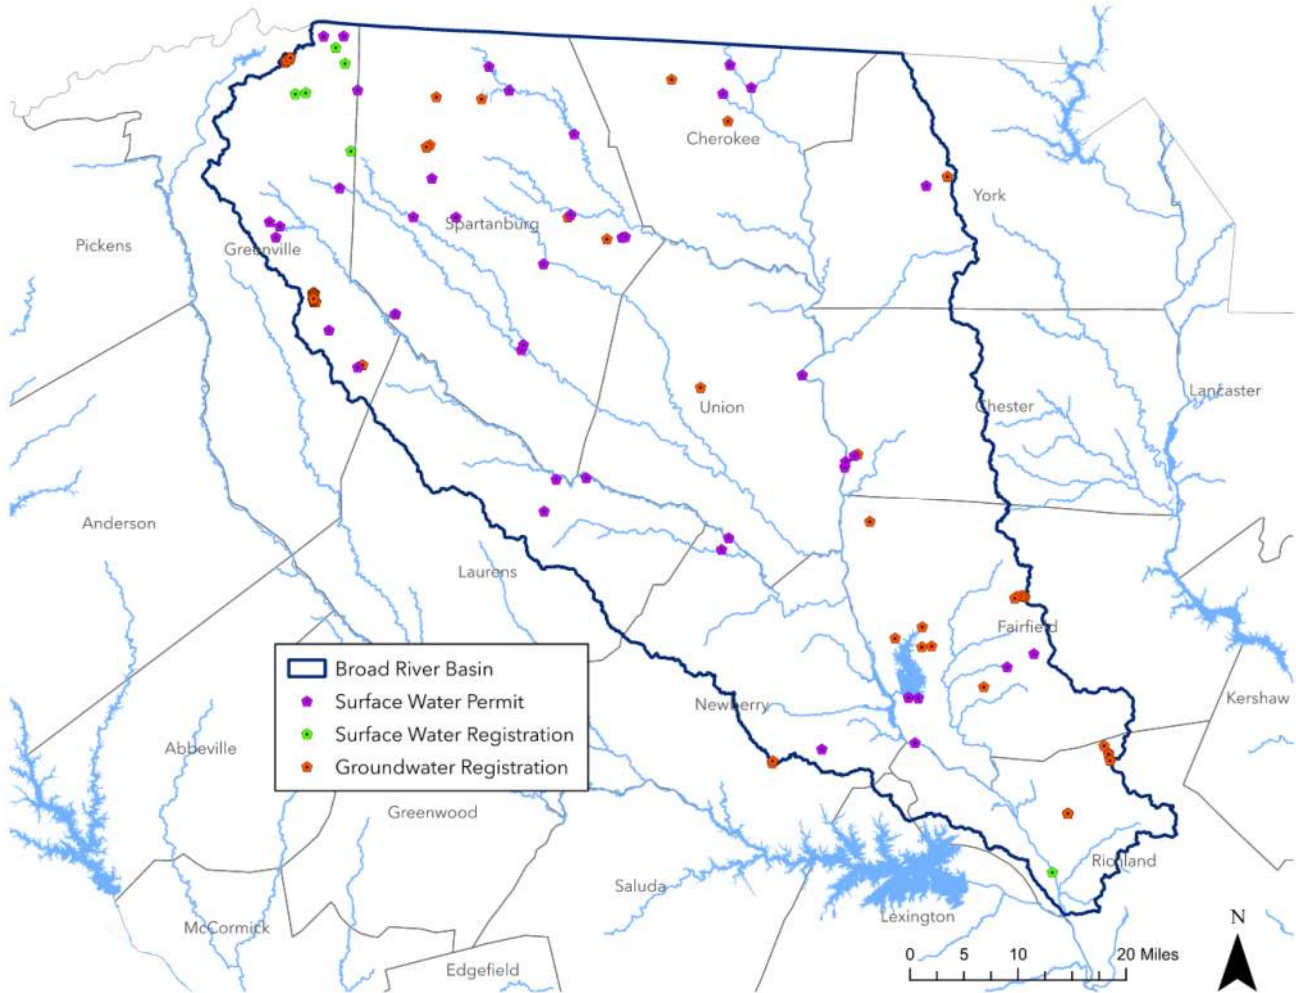 Cherokee
York
Spartanburg
Pickens
Greenville
Lancaster
Union
Chester
Anderson
Laurens
Fairfield
Broad River Basin
Surface Water Permit
Surface Water Registration
Groundwater Registration
Newberry
Kershaw
Abbeville
Greenwood
Richland
Saluda
Lexington
McCormick
Edgefield
N
0 5 10 20 Miles